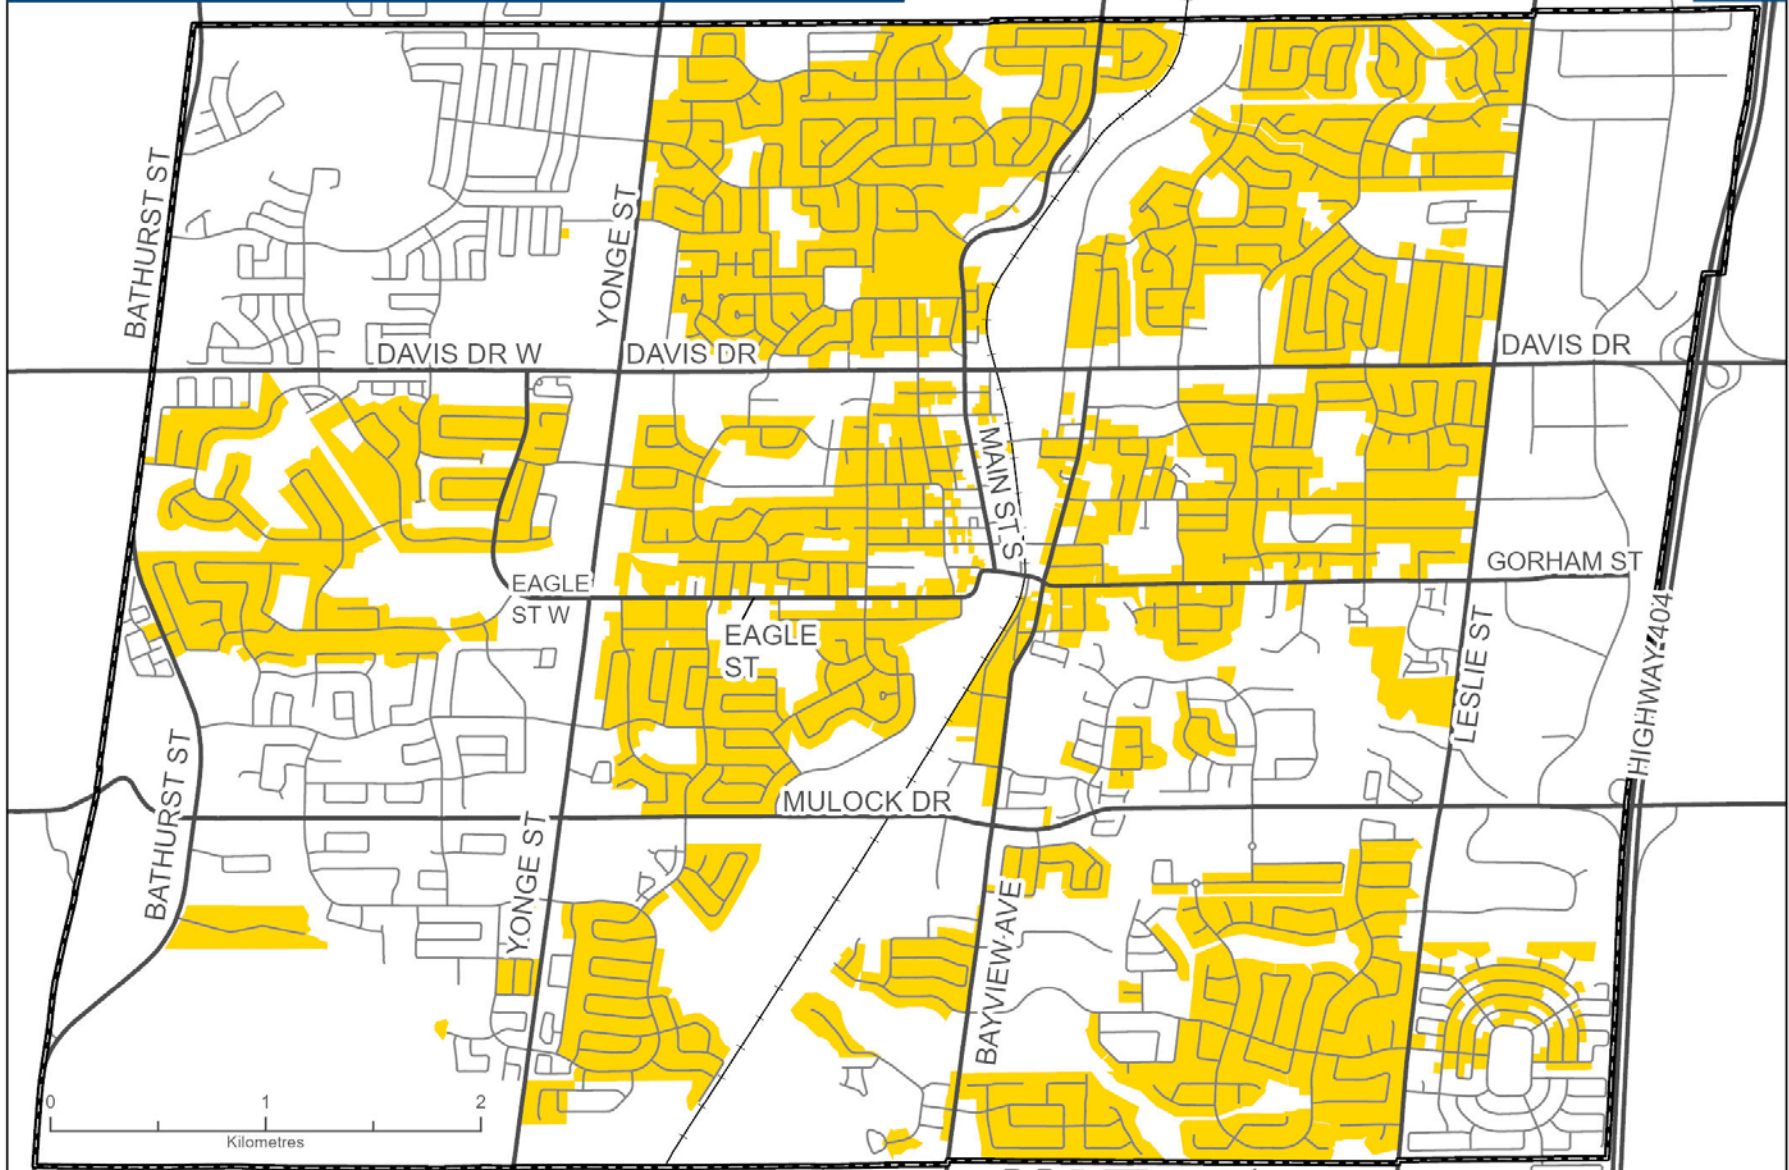 BATHURST ST
YONGE ST
DAVIS DR W
DAVIS DR
DAVIS DR
MAIN ST S
EAGLE
ST W
GORHAM ST
EAGLE
ST
LESLIE ST
HIGHWAY 404
BATHURST ST
MULOCK DR
YONGE ST
BAYVIEW AVE
0 1 2
Kilometres